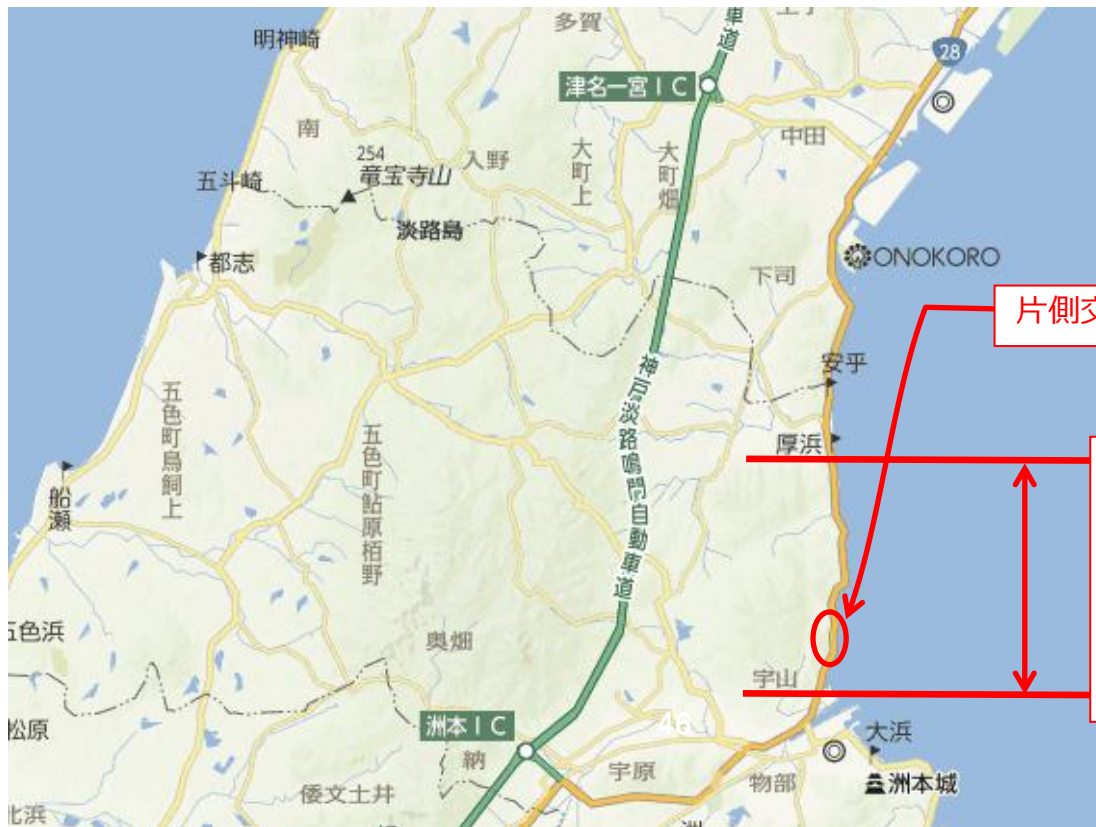 多賀
明神崎
車道
28
津名一宮IC
中田
南
254
竜宝寺山
入野
大町上
大町畑
五斗崎
淡路島
都志
ONOKORO
下司
片側交
安乎
神戸淡路鳴門自動車道
五色町鳥飼上
五色町鮎原栢野
厚浜
船瀬
五色浜
奥畑
宇山
松原
洲本IC
46
大浜
納
宇原
物部
洲本城
倭文土井
北浜